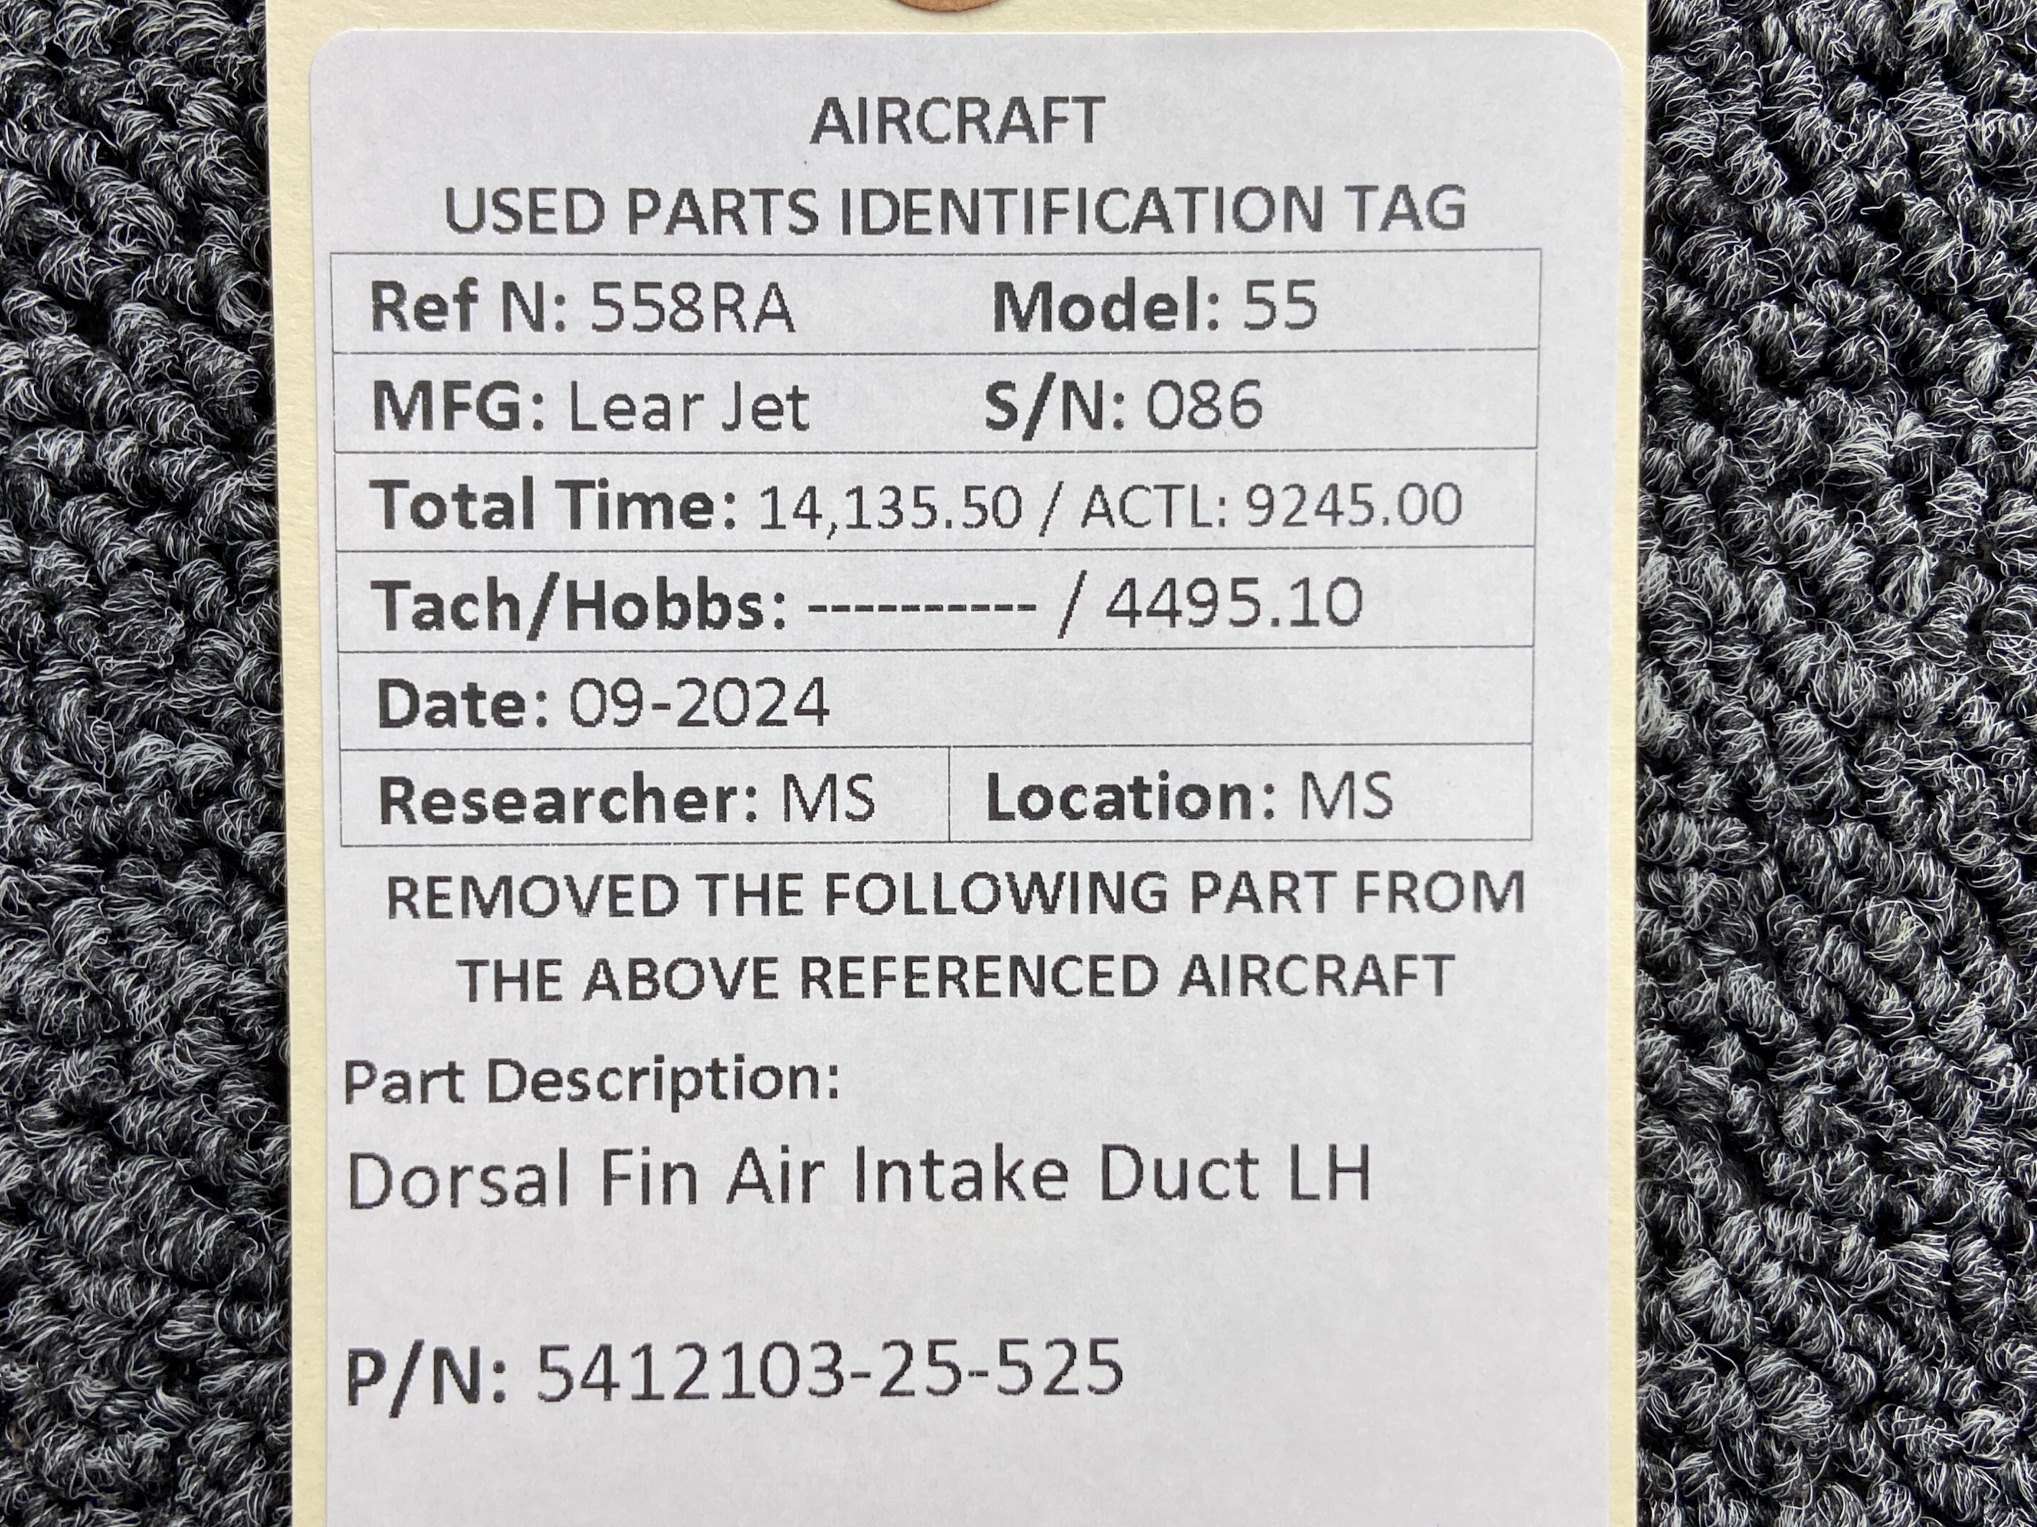 AIRCRAFT
USED PARTS IDENTIFICATION TAG
Ref N: 558RA Model: 55
MFG: Lear Jet S/N: 086
Total Time: 14,135.50 / ACTL: 9245.00
Tach/Hobbs: ---------- / 4495.10
Date: 09-2024
Researcher: MS Location: MS
REMOVED THE FOLLOWING PART FROM
THE ABOVE REFERENCED AIRCRAFT
Part Description:
Dorsal Fin Air Intake Duct LH
P/N: 5412103-25-525